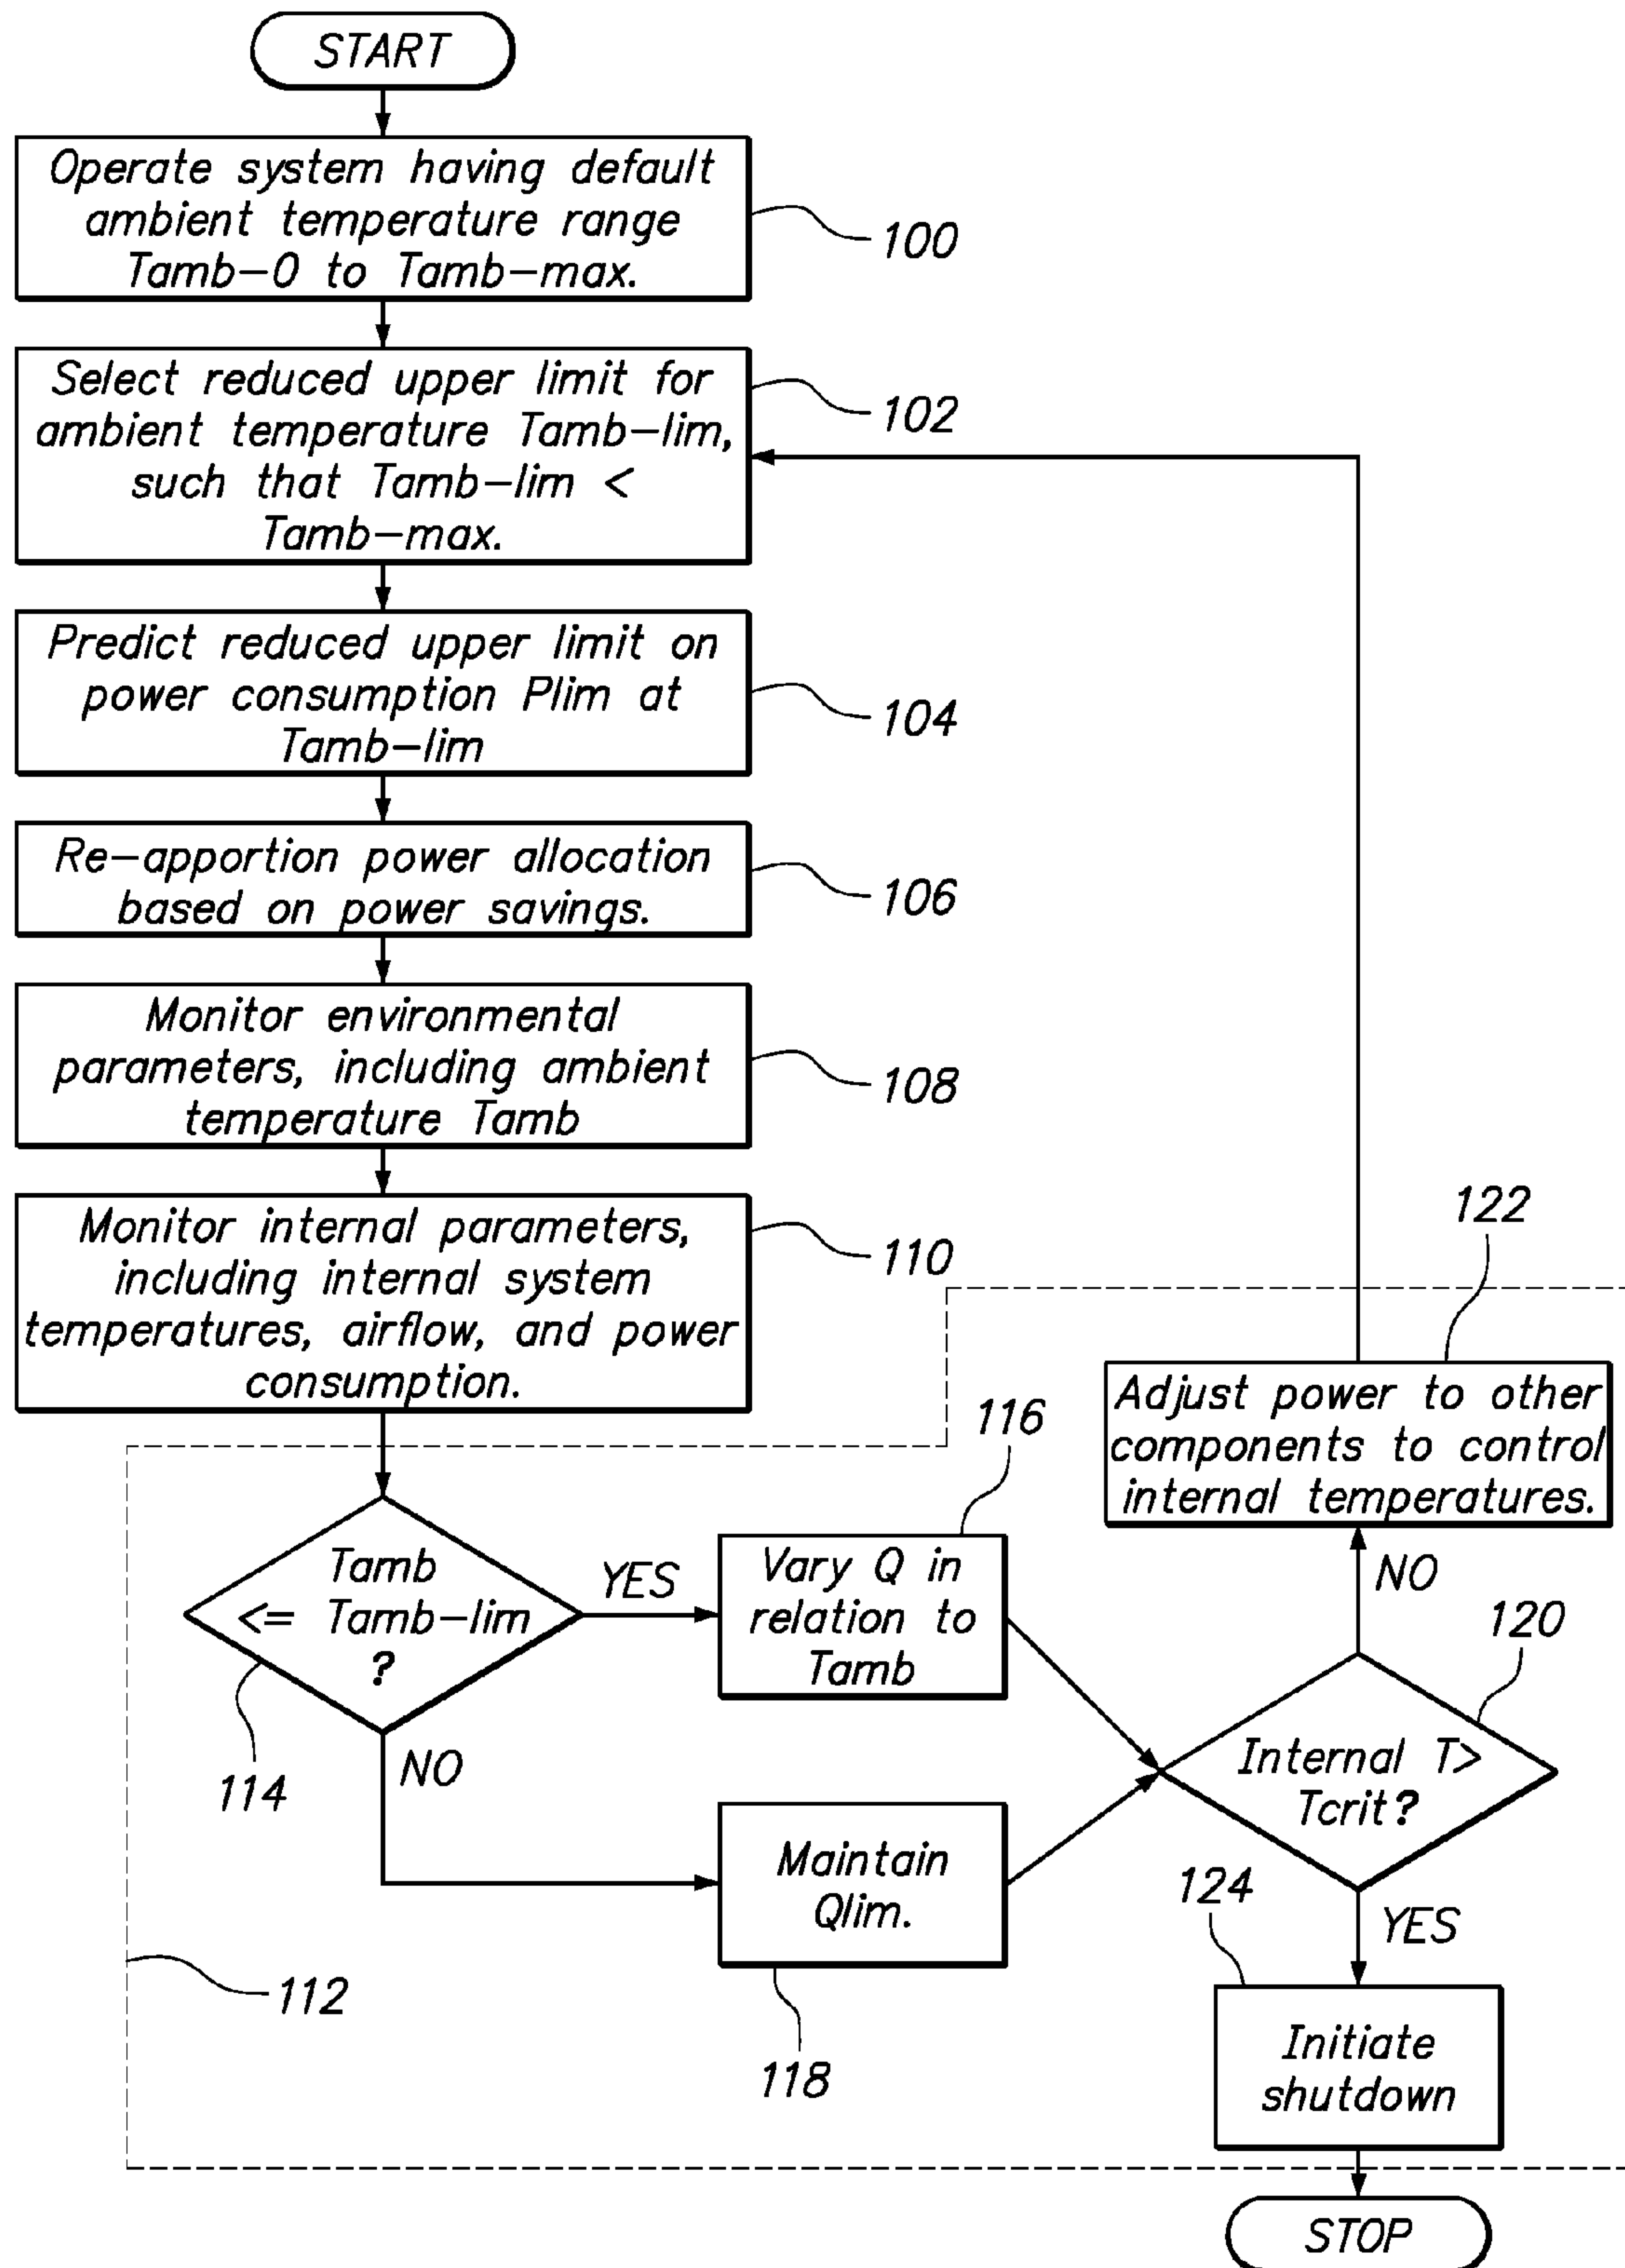 START
Operate system having default
ambient temperature range
Tamb-0 to Tamb-max.
100
Select reduced upper limit for
ambient temperature Tamb-lim,
such that Tamb-lim <
Tamb-max.
102
Predict reduced upper limit on
power consumption Plim at
Tamb-lim
104
Re-apportion power allocation
based on power savings.
106
Monitor environmental
parameters, including ambient
temperature Tamb
108
Monitor internal parameters,
including internal system
temperatures, airflow, and power
consumption.
110
112
Tamb
<= Tamb-lim
?
114
YES
NO
Vary Q in
relation to
Tamb
116
Maintain
Qlim.
118
Internal T>
Tcrit?
120
NO
YES
Adjust power to other
components to control
internal temperatures.
122
Initiate
shutdown
124
STOP